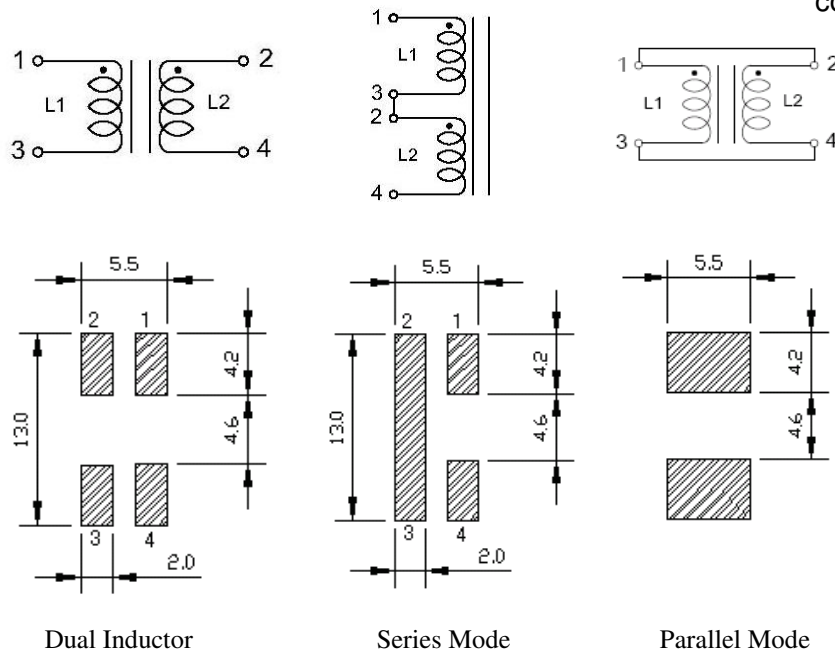 co
1 2 L1 L2 3 4
1 L1 3 2 L2 4
1 2 L1 L2 3 4
5.5 2 1 4.2 13.0 4.6 3 4 2.0
5.5 2 1 4.2 13.0 4.6 3 4 2.0
5.5 4.2 4.6
Dual Inductor
Series Mode
Parallel Mode